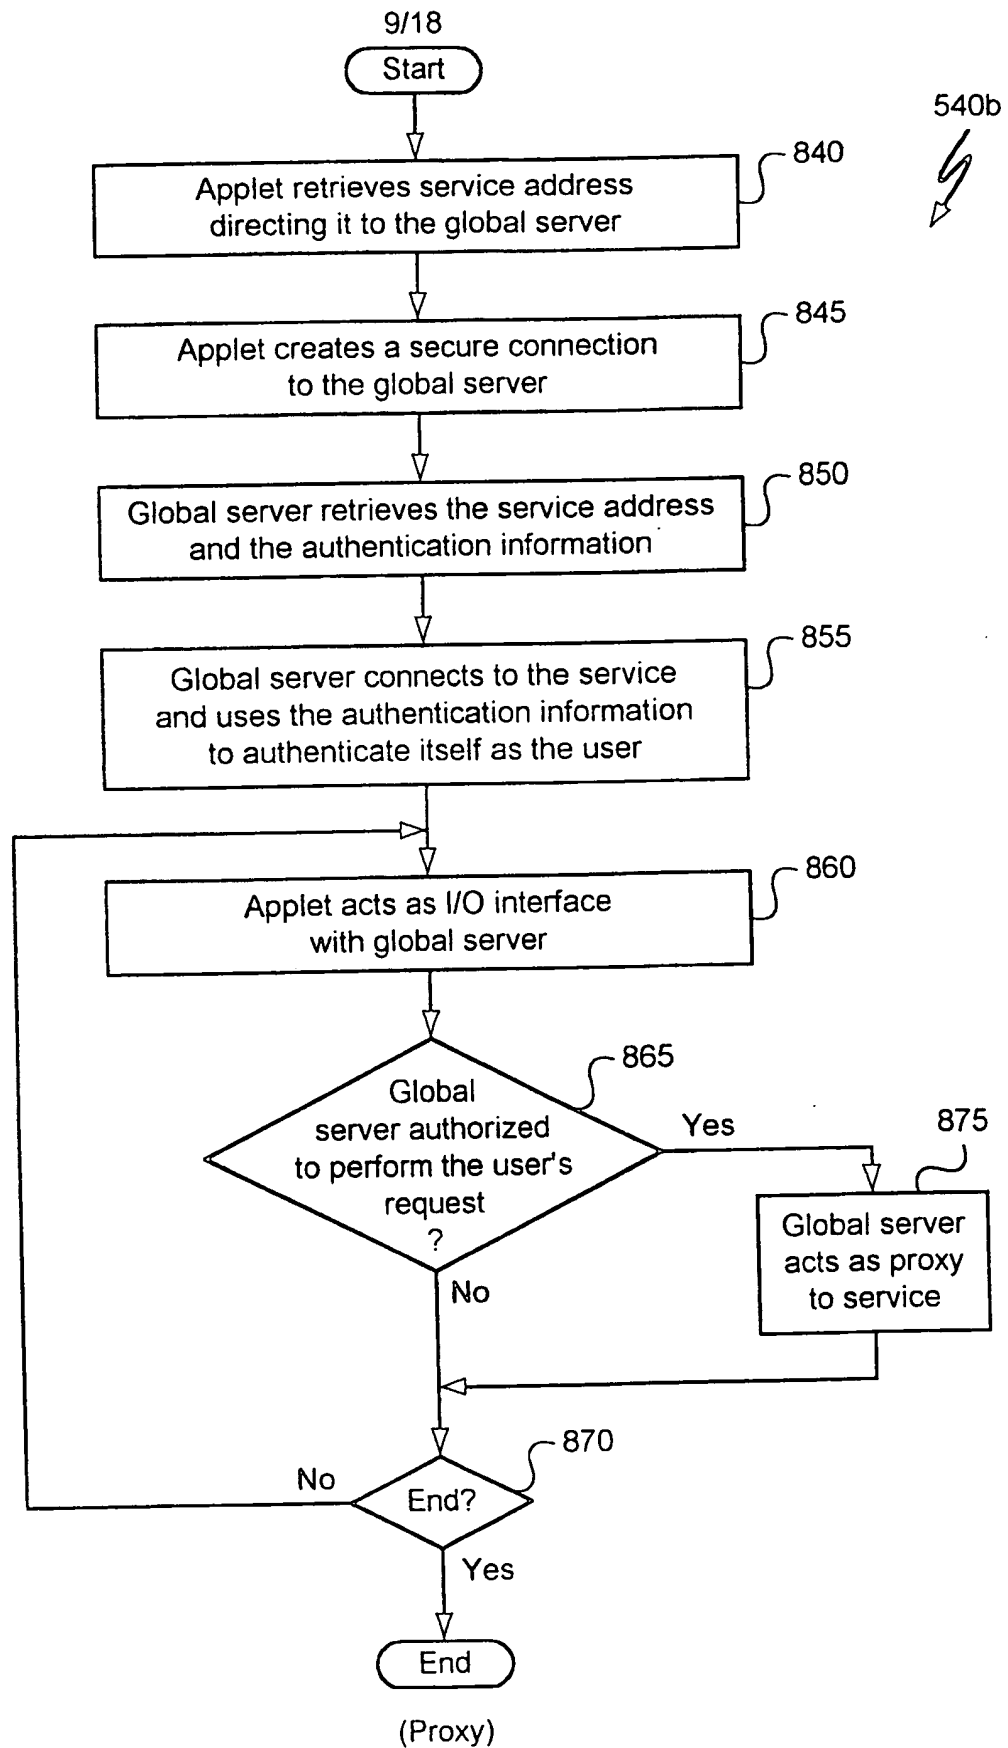 9/18
Start
540b
840
Applet retrieves service address
directing it to the global server
845
Applet creates a secure connection
to the global server
850
Global server retrieves the service address
and the authentication information
855
Global server connects to the service
and uses the authentication information
to authenticate itself as the user
860
Applet acts as I/O interface
with global server
865
Global
server authorized
to perform the user's
request
?
Yes
875
Global server
acts as proxy
to service
No
870
No
End?
Yes
End
(Proxy)